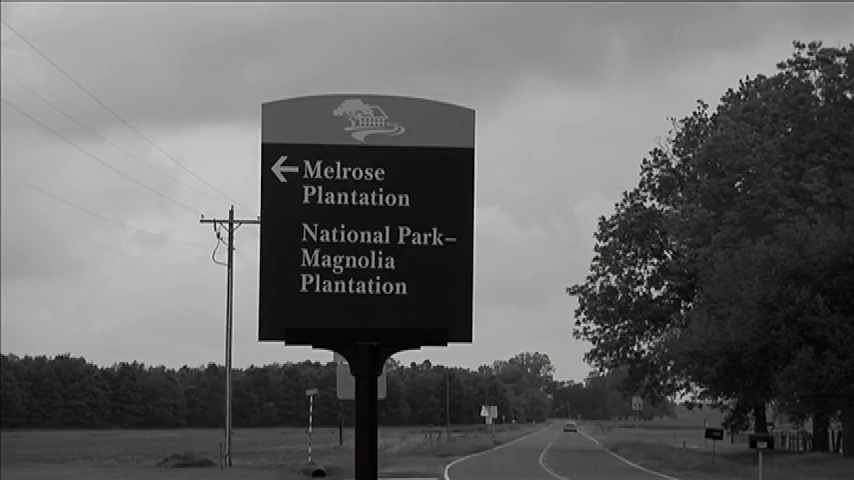 Melrose
Plantation
National Park–
Magnolia
Plantation